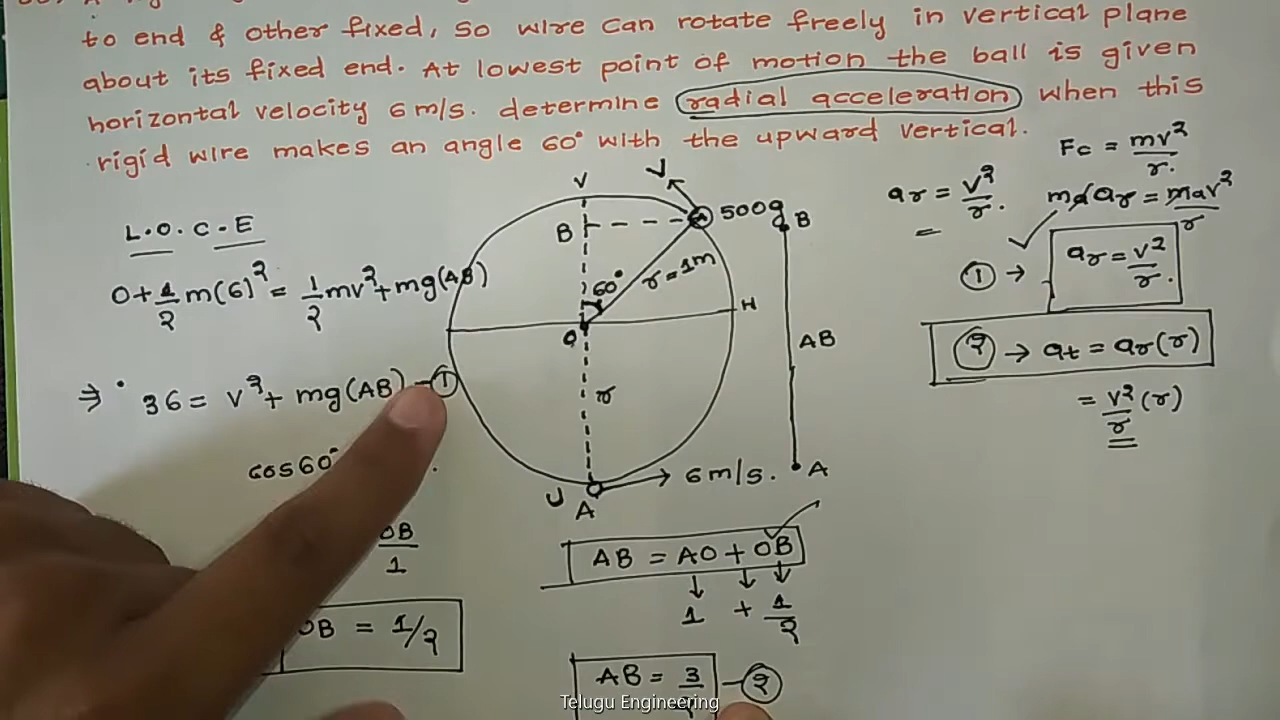 to end & other fixed, so wire can rotate freely in vertical plane
about its fixed end. At lowest point of motion the ball is given
horizontal velocity 6 m/s. determine radial acceleration when this
rigid wire makes an angle 60° with the upward vertical.
Fc = mv²/r.
ar = v²/r.
mar = mv²/r
① → ar = v²/r.
② → at = ar(r)
= v²/r (r)
L.O.C.E
0 + 1/2 m(6)² = 1/2 mv² + mg(AB)
⇒ 36 = v² + mg(AB) - ①
cos60°
OB/1
OB = 1/2
V
V
B
500g
60°
r = 1m
H
O
r
U
A
6 m/s.
B
AB
A
AB = AO + OB
1 + 1/2
AB = 3/ - ②
Telugu Engineering